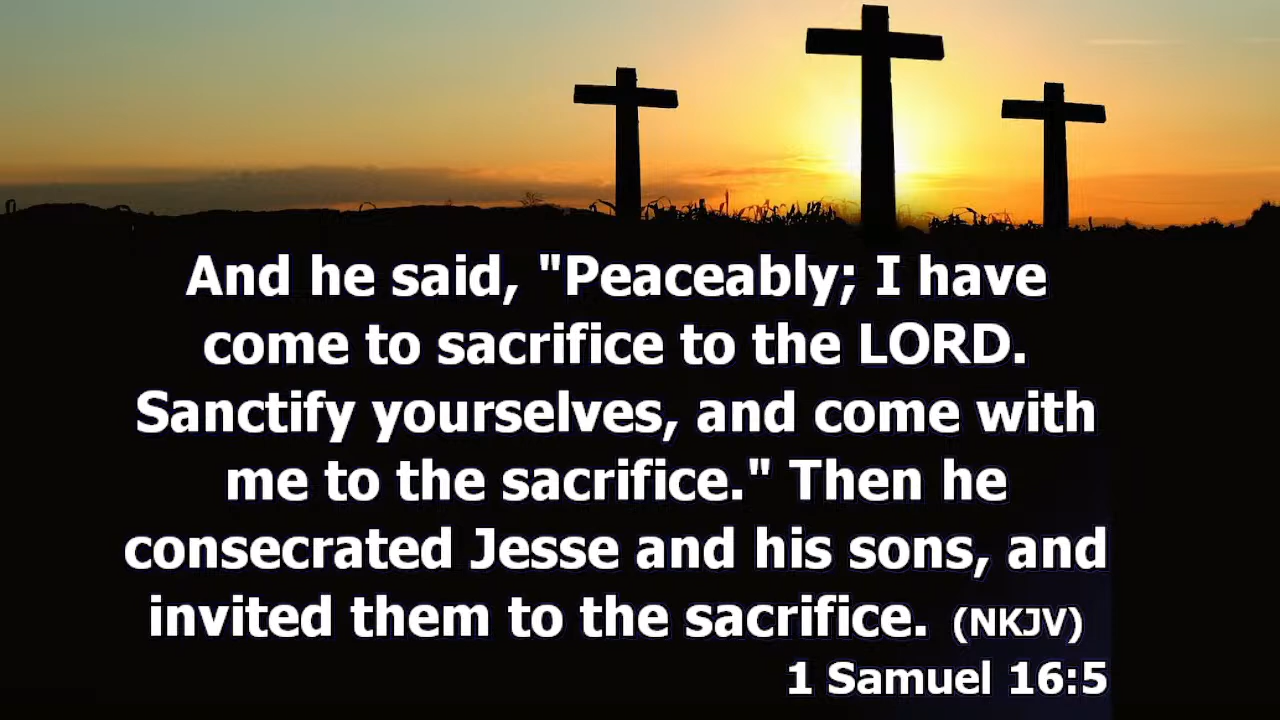 And he said, "Peaceably; I have
come to sacrifice to the LORD.
Sanctify yourselves, and come with
me to the sacrifice." Then he
consecrated Jesse and his sons, and
invited them to the sacrifice. (NKJV)
1 Samuel 16:5